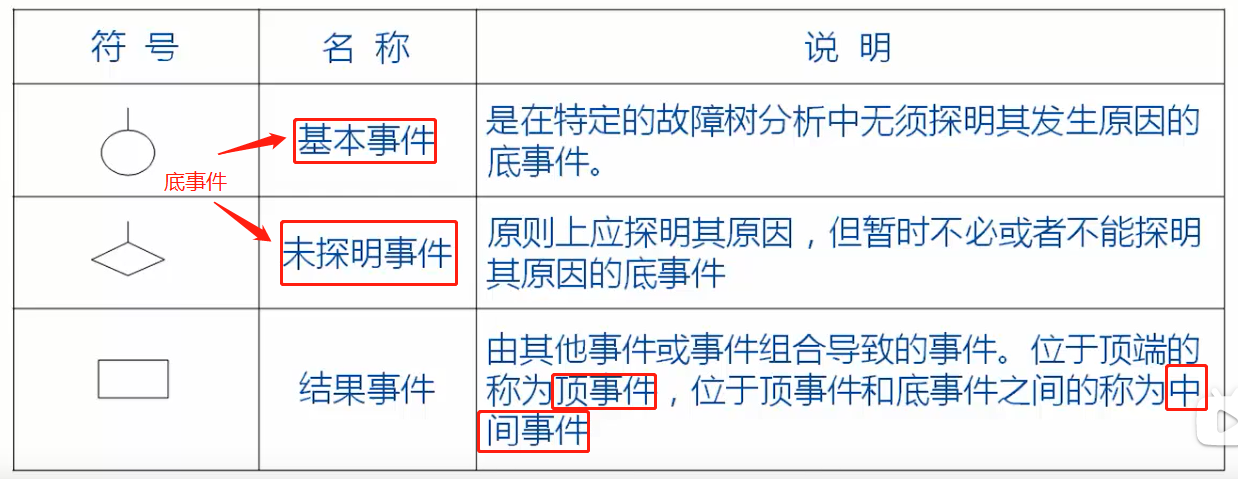 符 号 名 称 说 明
基本事件
是在特定的故障树分析中无须探明其发生原因的
底事件。
底事件
未探明事件
原则上应探明其原因，但暂时不必或者不能探明
其原因的底事件
结果事件
由其他事件或事件组合导致的事件。位于顶端的
称为顶事件，位于顶事件和底事件之间的称为中
间事件